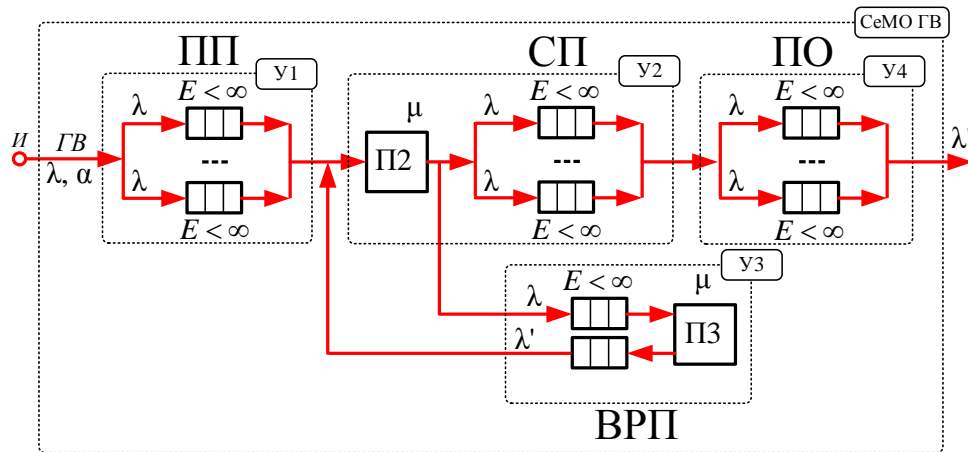 СеМО ГВ
ПП
СП
ПО
У1
У2
У4
E < ∞
E < ∞
E < ∞
λ
μ
λ
λ
И
ГВ
П2
λ'
λ, α
λ
λ
λ
E < ∞
E < ∞
E < ∞
У3
E < ∞
μ
λ
П3
λ'
ВРП